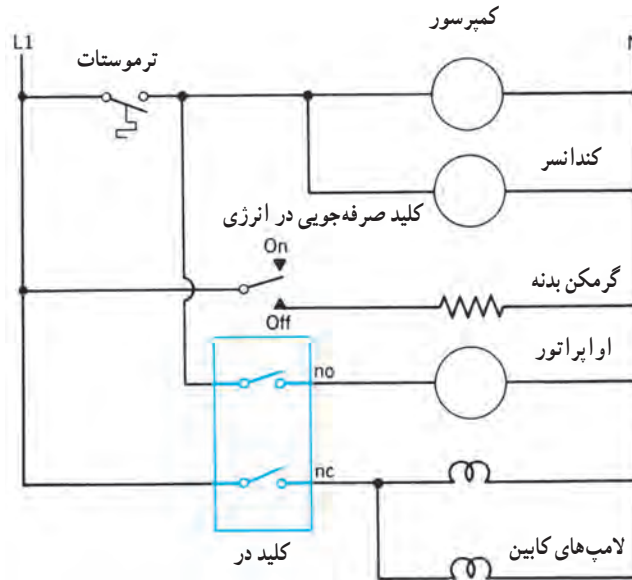 کمپرسور
L1
N
ترموستات
کندانسر
کلید صرفه‌جویی در انرژی
On
گرمکن بدنه
Off
اواپراتور
no
nc
کلید در
لامپ‌های کابین